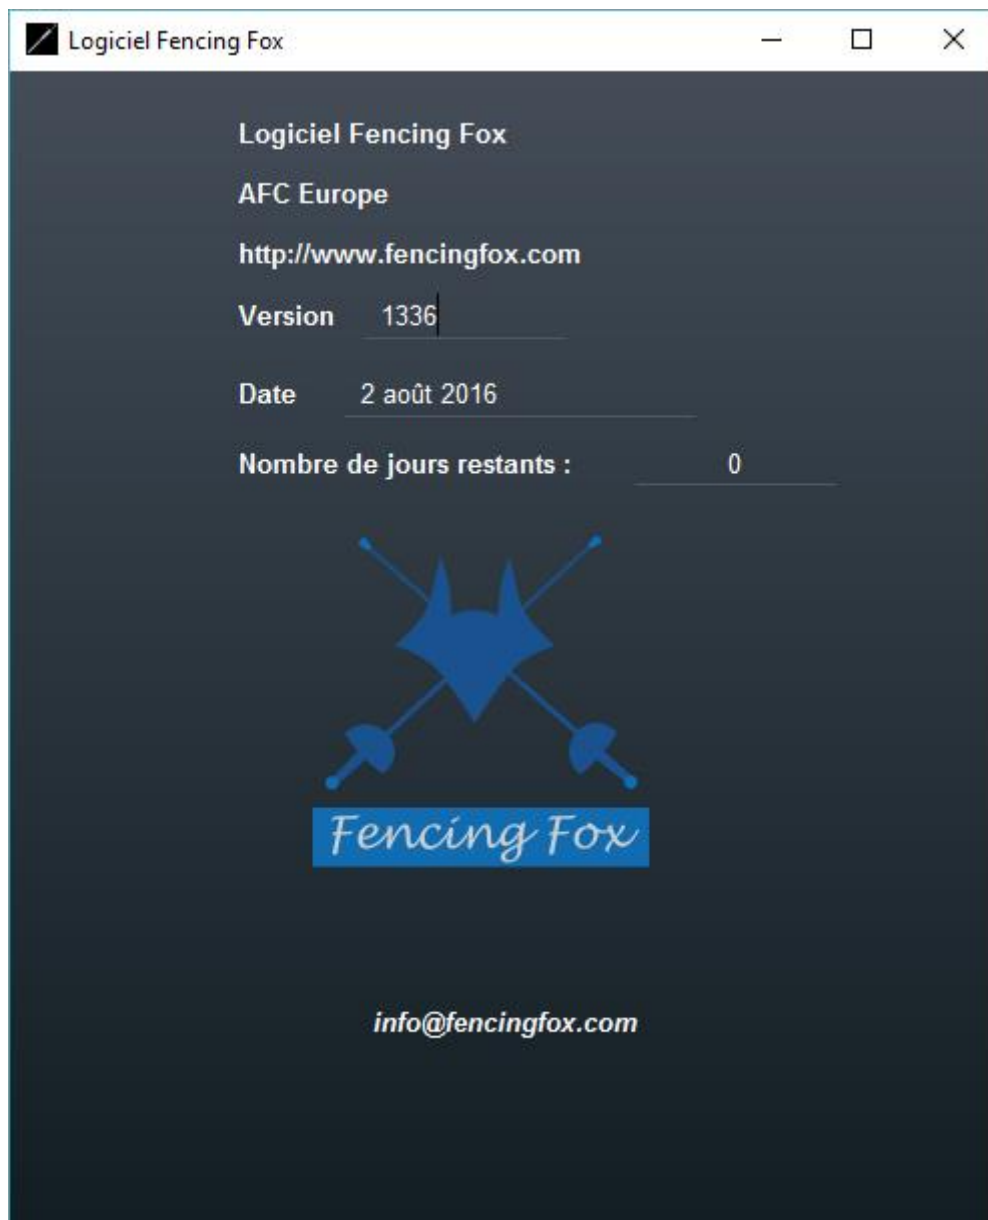 Logiciel Fencing Fox
Logiciel Fencing Fox
AFC Europe
http://www.fencingfox.com
Version 1336
Date 2 août 2016
Nombre de jours restants : 0
Fencing Fox
info@fencingfox.com